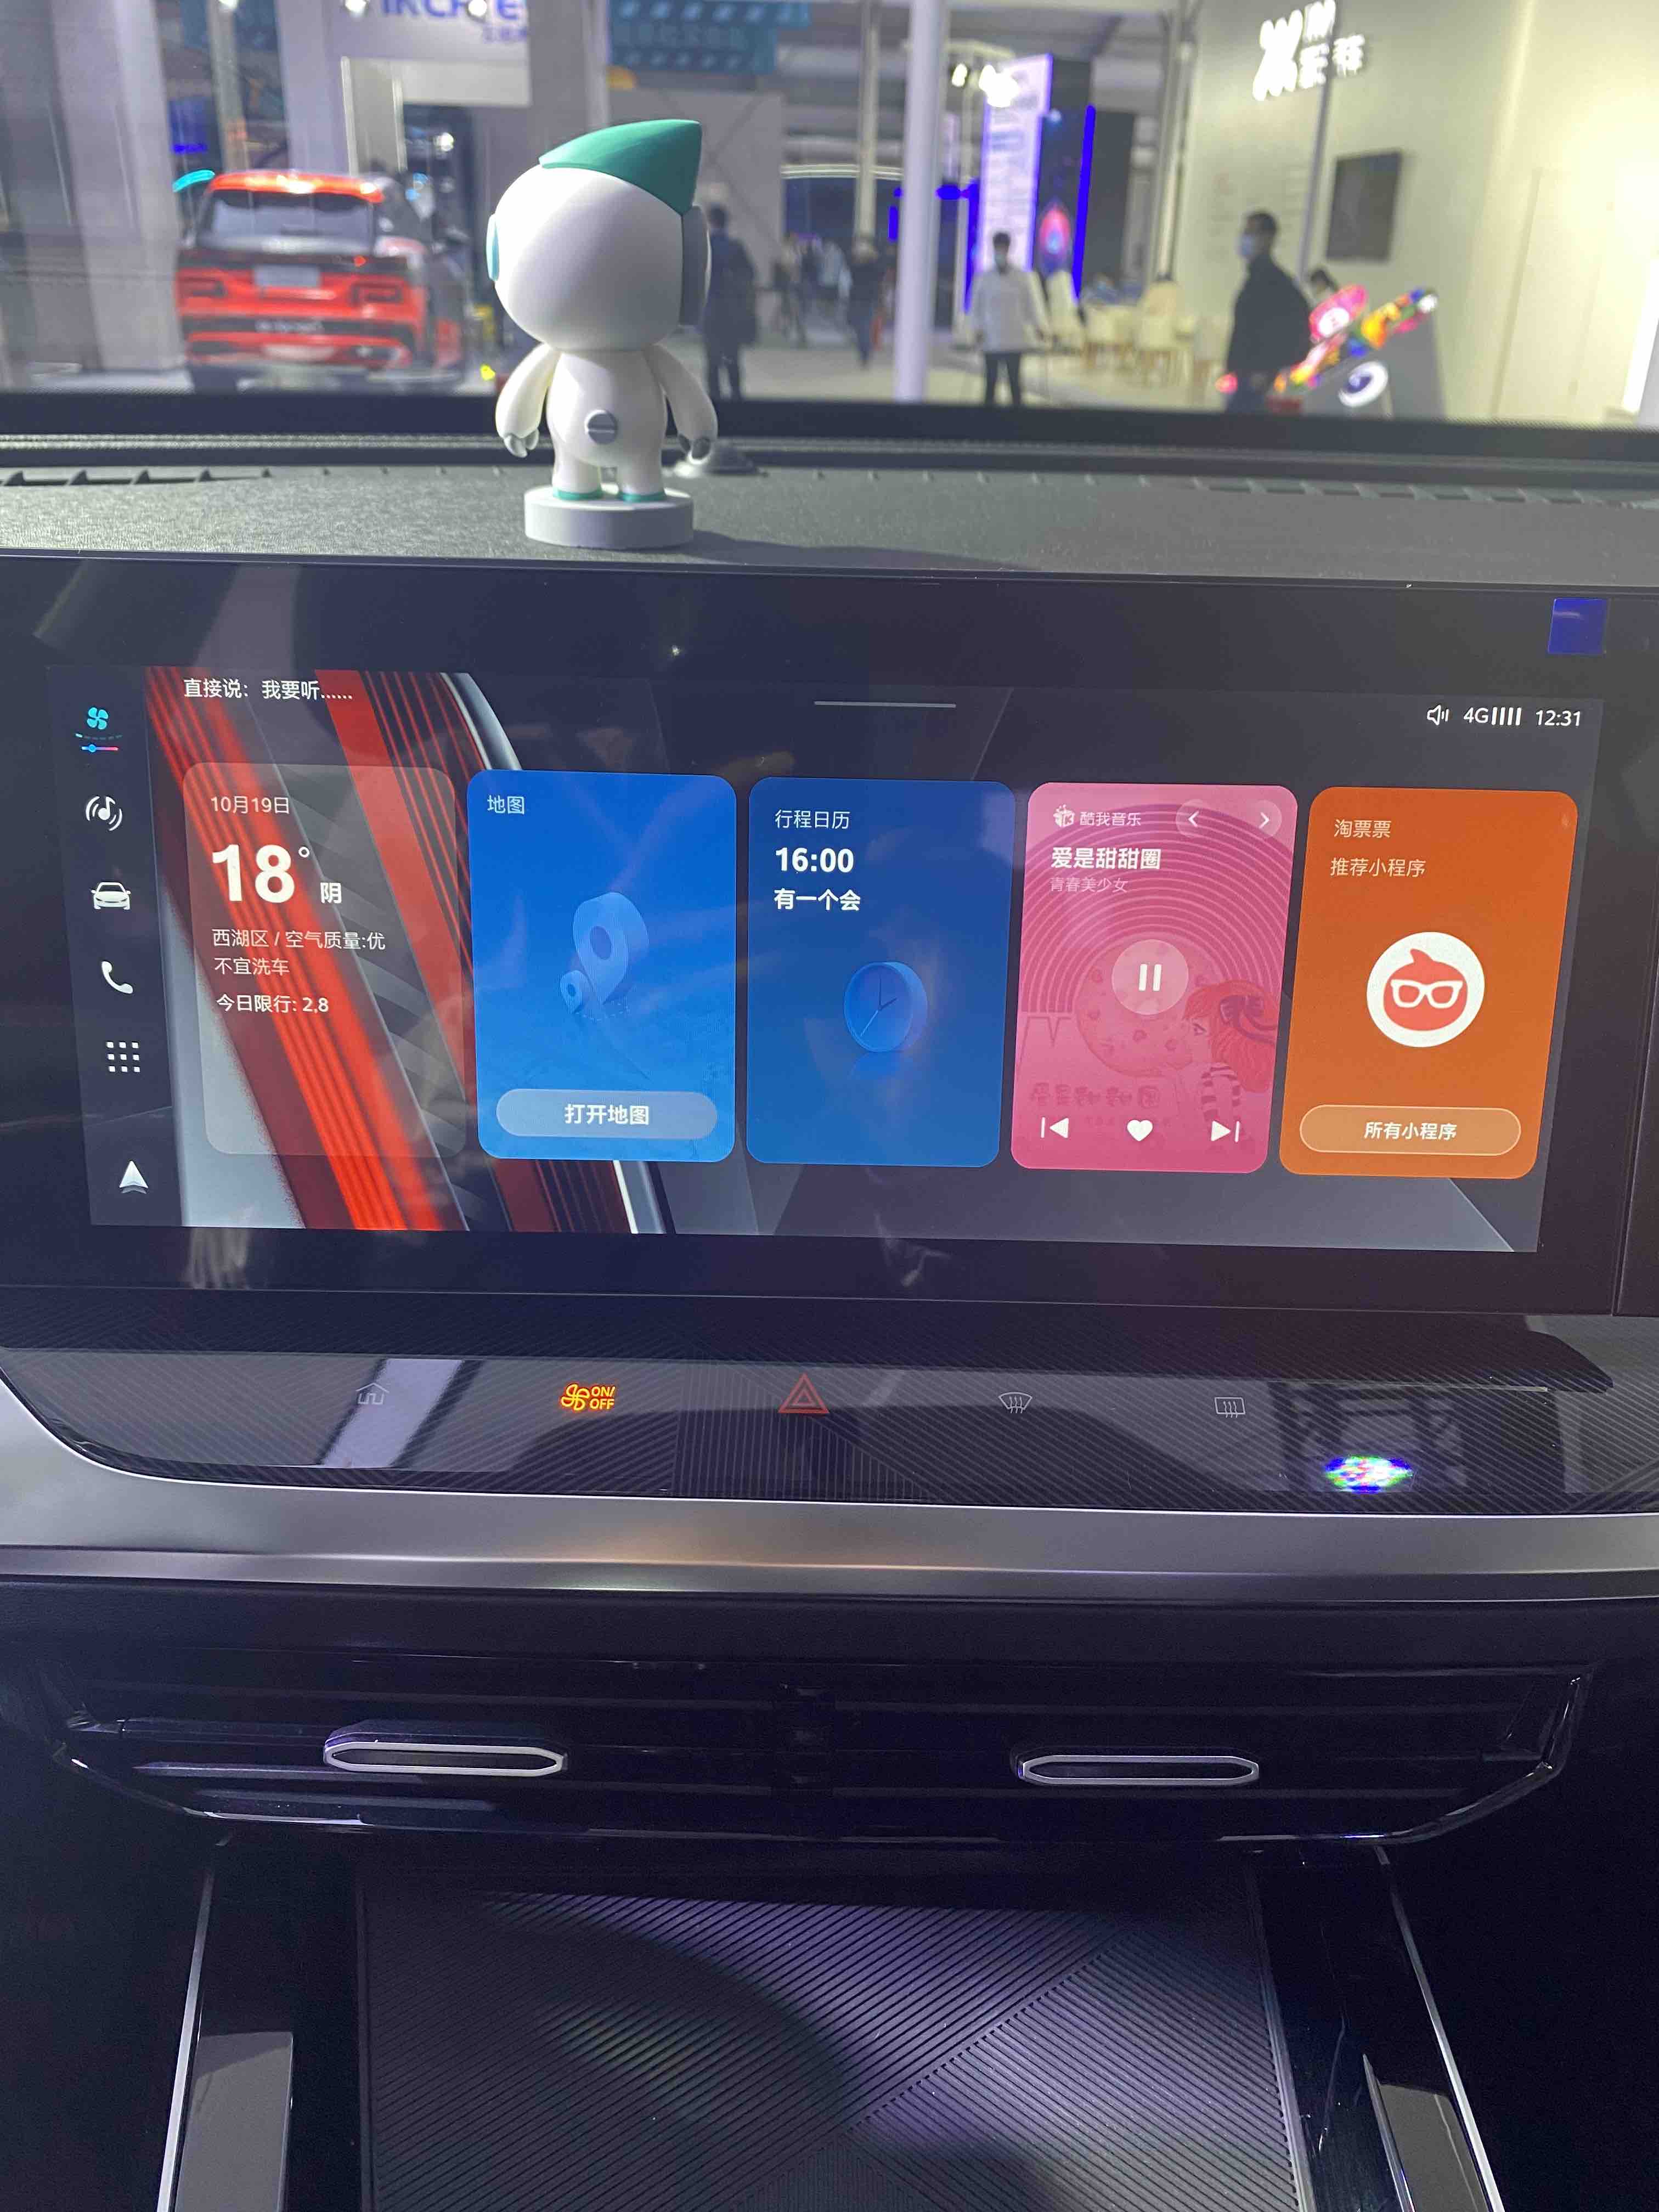 直接说：我要听......
4G 12:31
10月19日
18°
阴
西湖区 / 空气质量:优
不宜洗车
今日限行: 2,8
地图
打开地图
行程日历
16:00
有一个会
酷我音乐
爱是甜甜圈
青春美少女
淘票票
推荐小程序
所有小程序
ON/
OFF